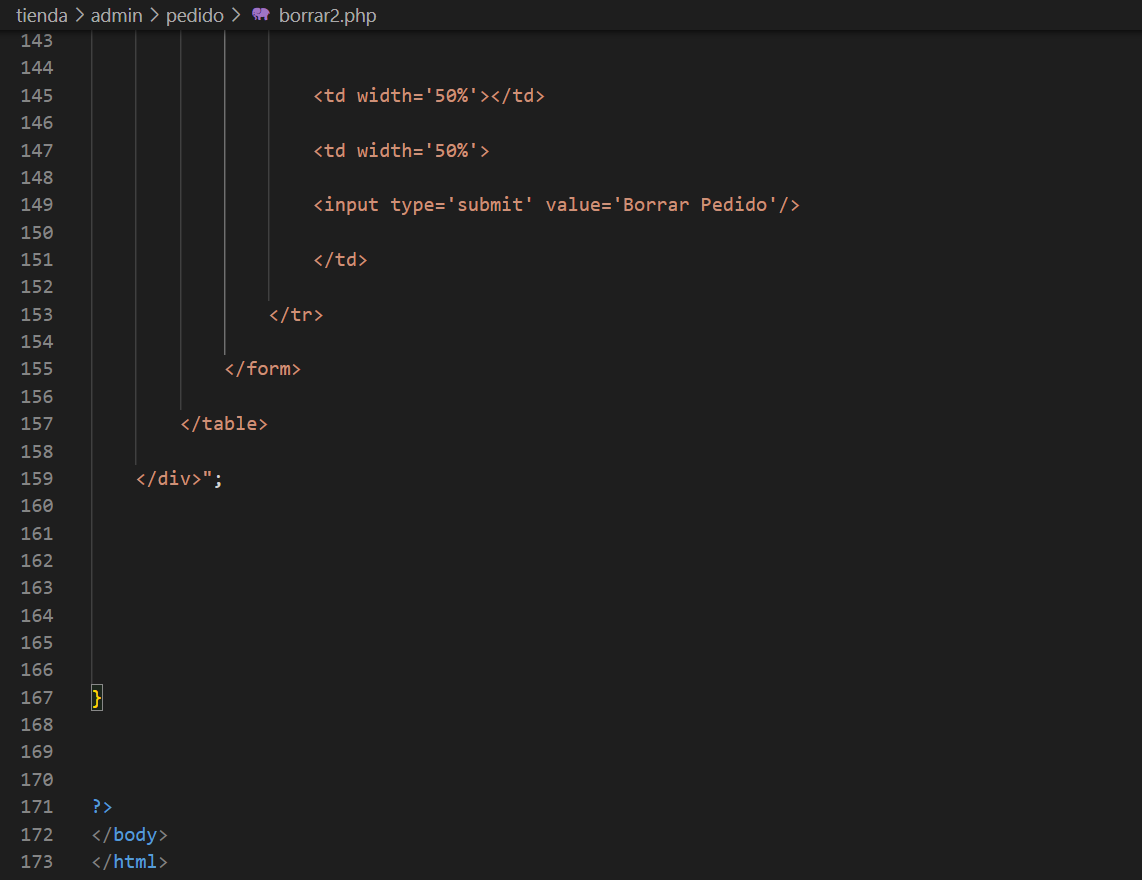 tienda > admin > pedido > borrar2.php
143
144
145 <td width='50%'></td>
146
147 <td width='50%'>
148
149 <input type='submit' value='Borrar Pedido'/>
150
151 </td>
152
153 </tr>
154
155 </form>
156
157 </table>
158
159 </div>";
160
161
162
163
164
165
166
167 }
168
169
170
171 ?>
172 </body>
173 </html>